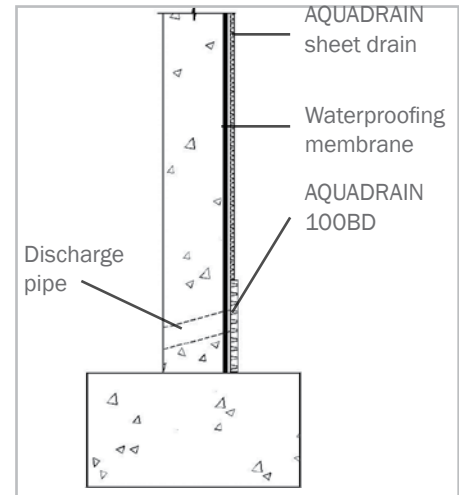 AQUADRAIN
sheet drain
Waterproofing
membrane
AQUADRAIN
100BD
Discharge
pipe